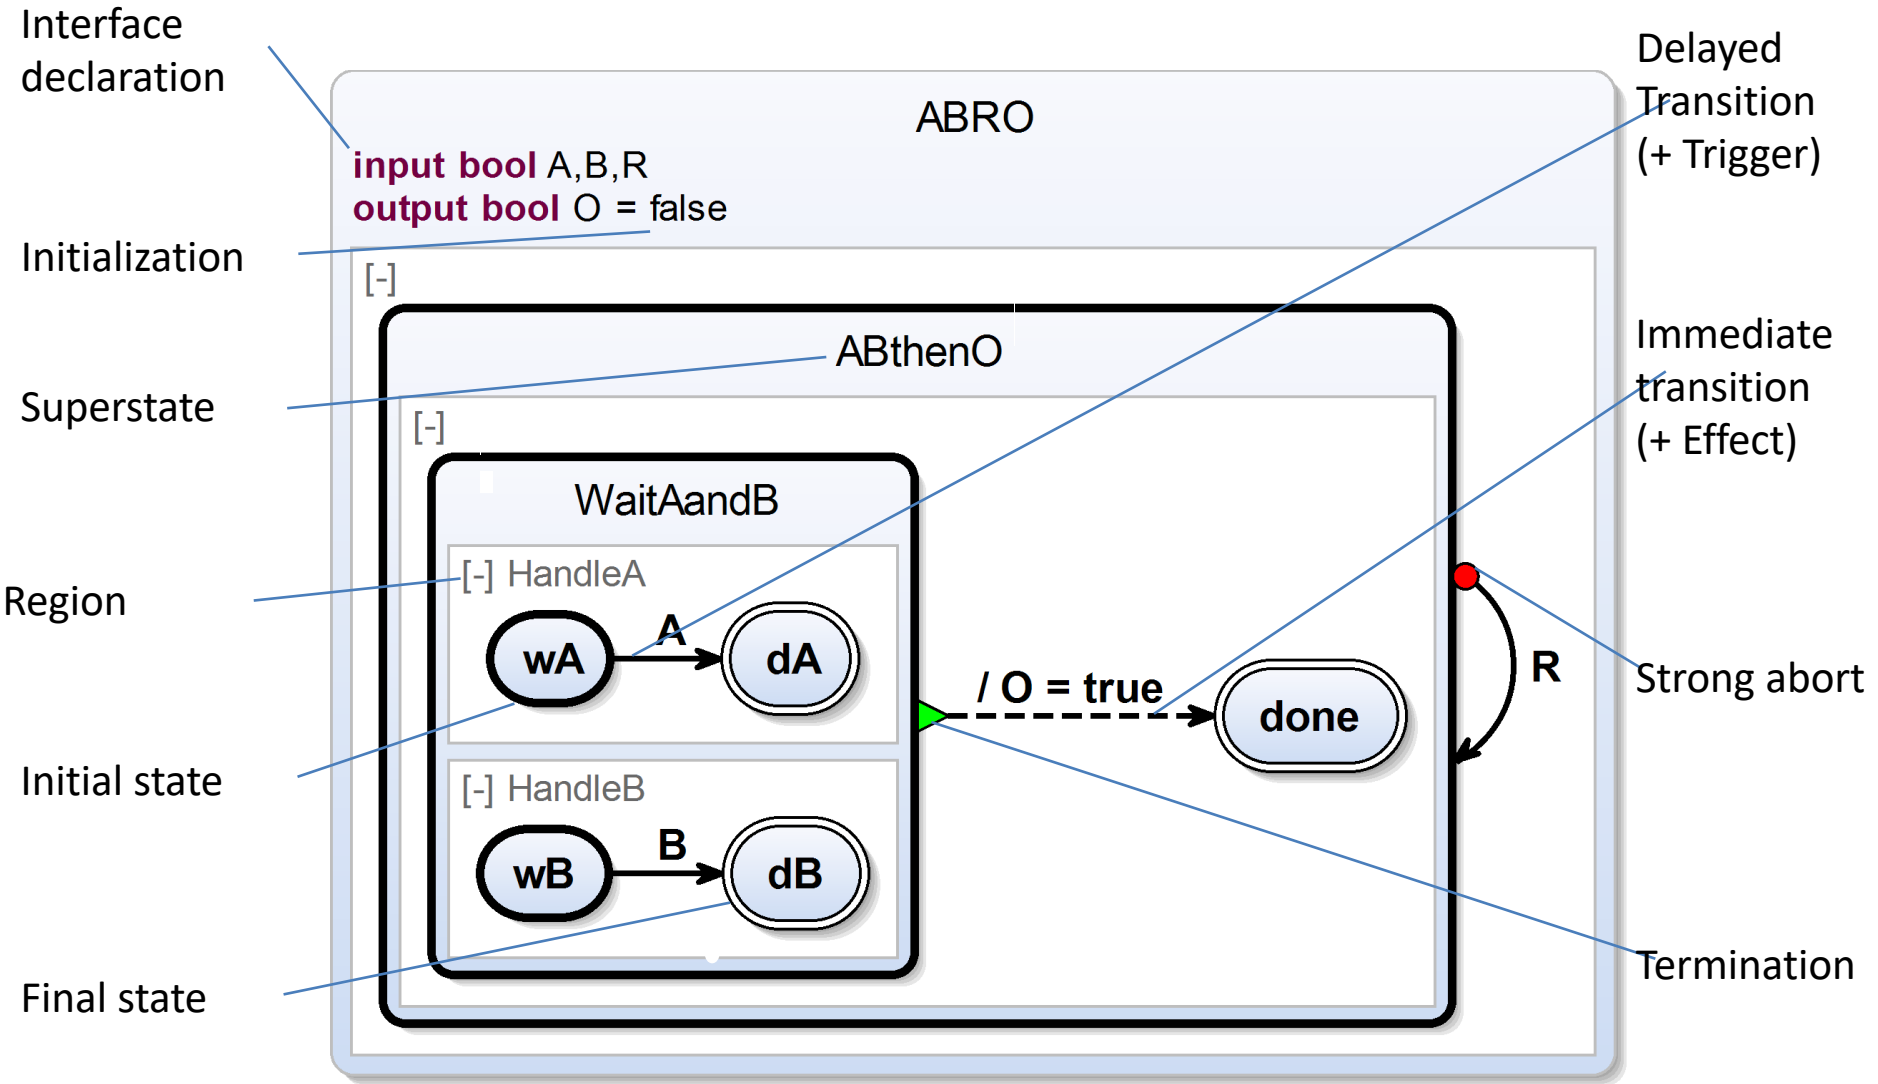 Interface
declaration
Initialization
Superstate
Region
Initial state
Final state
ABRO
input bool A,B,R
output bool O = false
[-]
ABthenO
[-]
WaitAandB
[-] HandleA
wA
A
dA
[-] HandleB
wB
B
dB
/ O = true
done
R
Delayed
Transition
(+ Trigger)
Immediate
transition
(+ Effect)
Strong abort
Termination